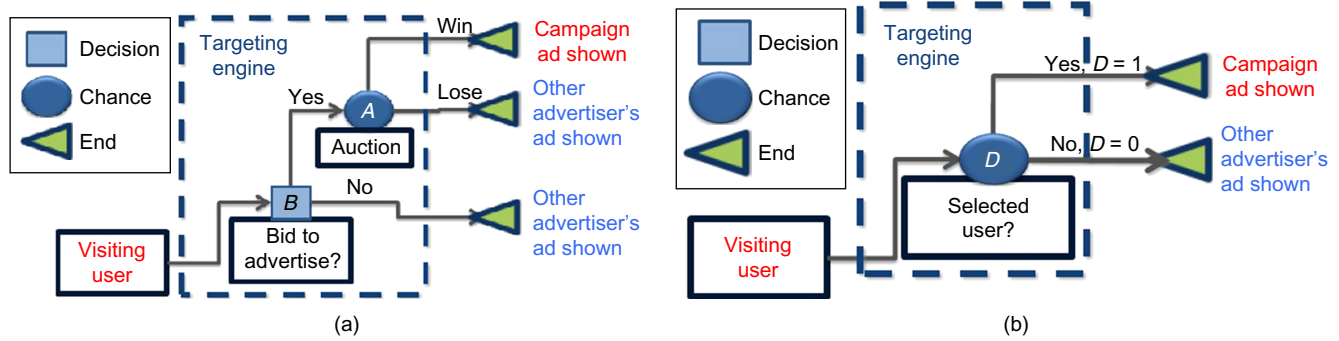 Decision
Chance
End
Targeting
engine
Win
Campaign
ad shown
Yes
A
Lose
Other
advertiser's
ad shown
Auction
B
No
Other
advertiser's
ad shown
Bid to
advertise?
Visiting
user
(a)
Decision
Chance
End
Targeting
engine
Yes, D = 1
Campaign
ad shown
D
No, D = 0
Other
advertiser's
ad shown
Selected
user?
Visiting
user
(b)